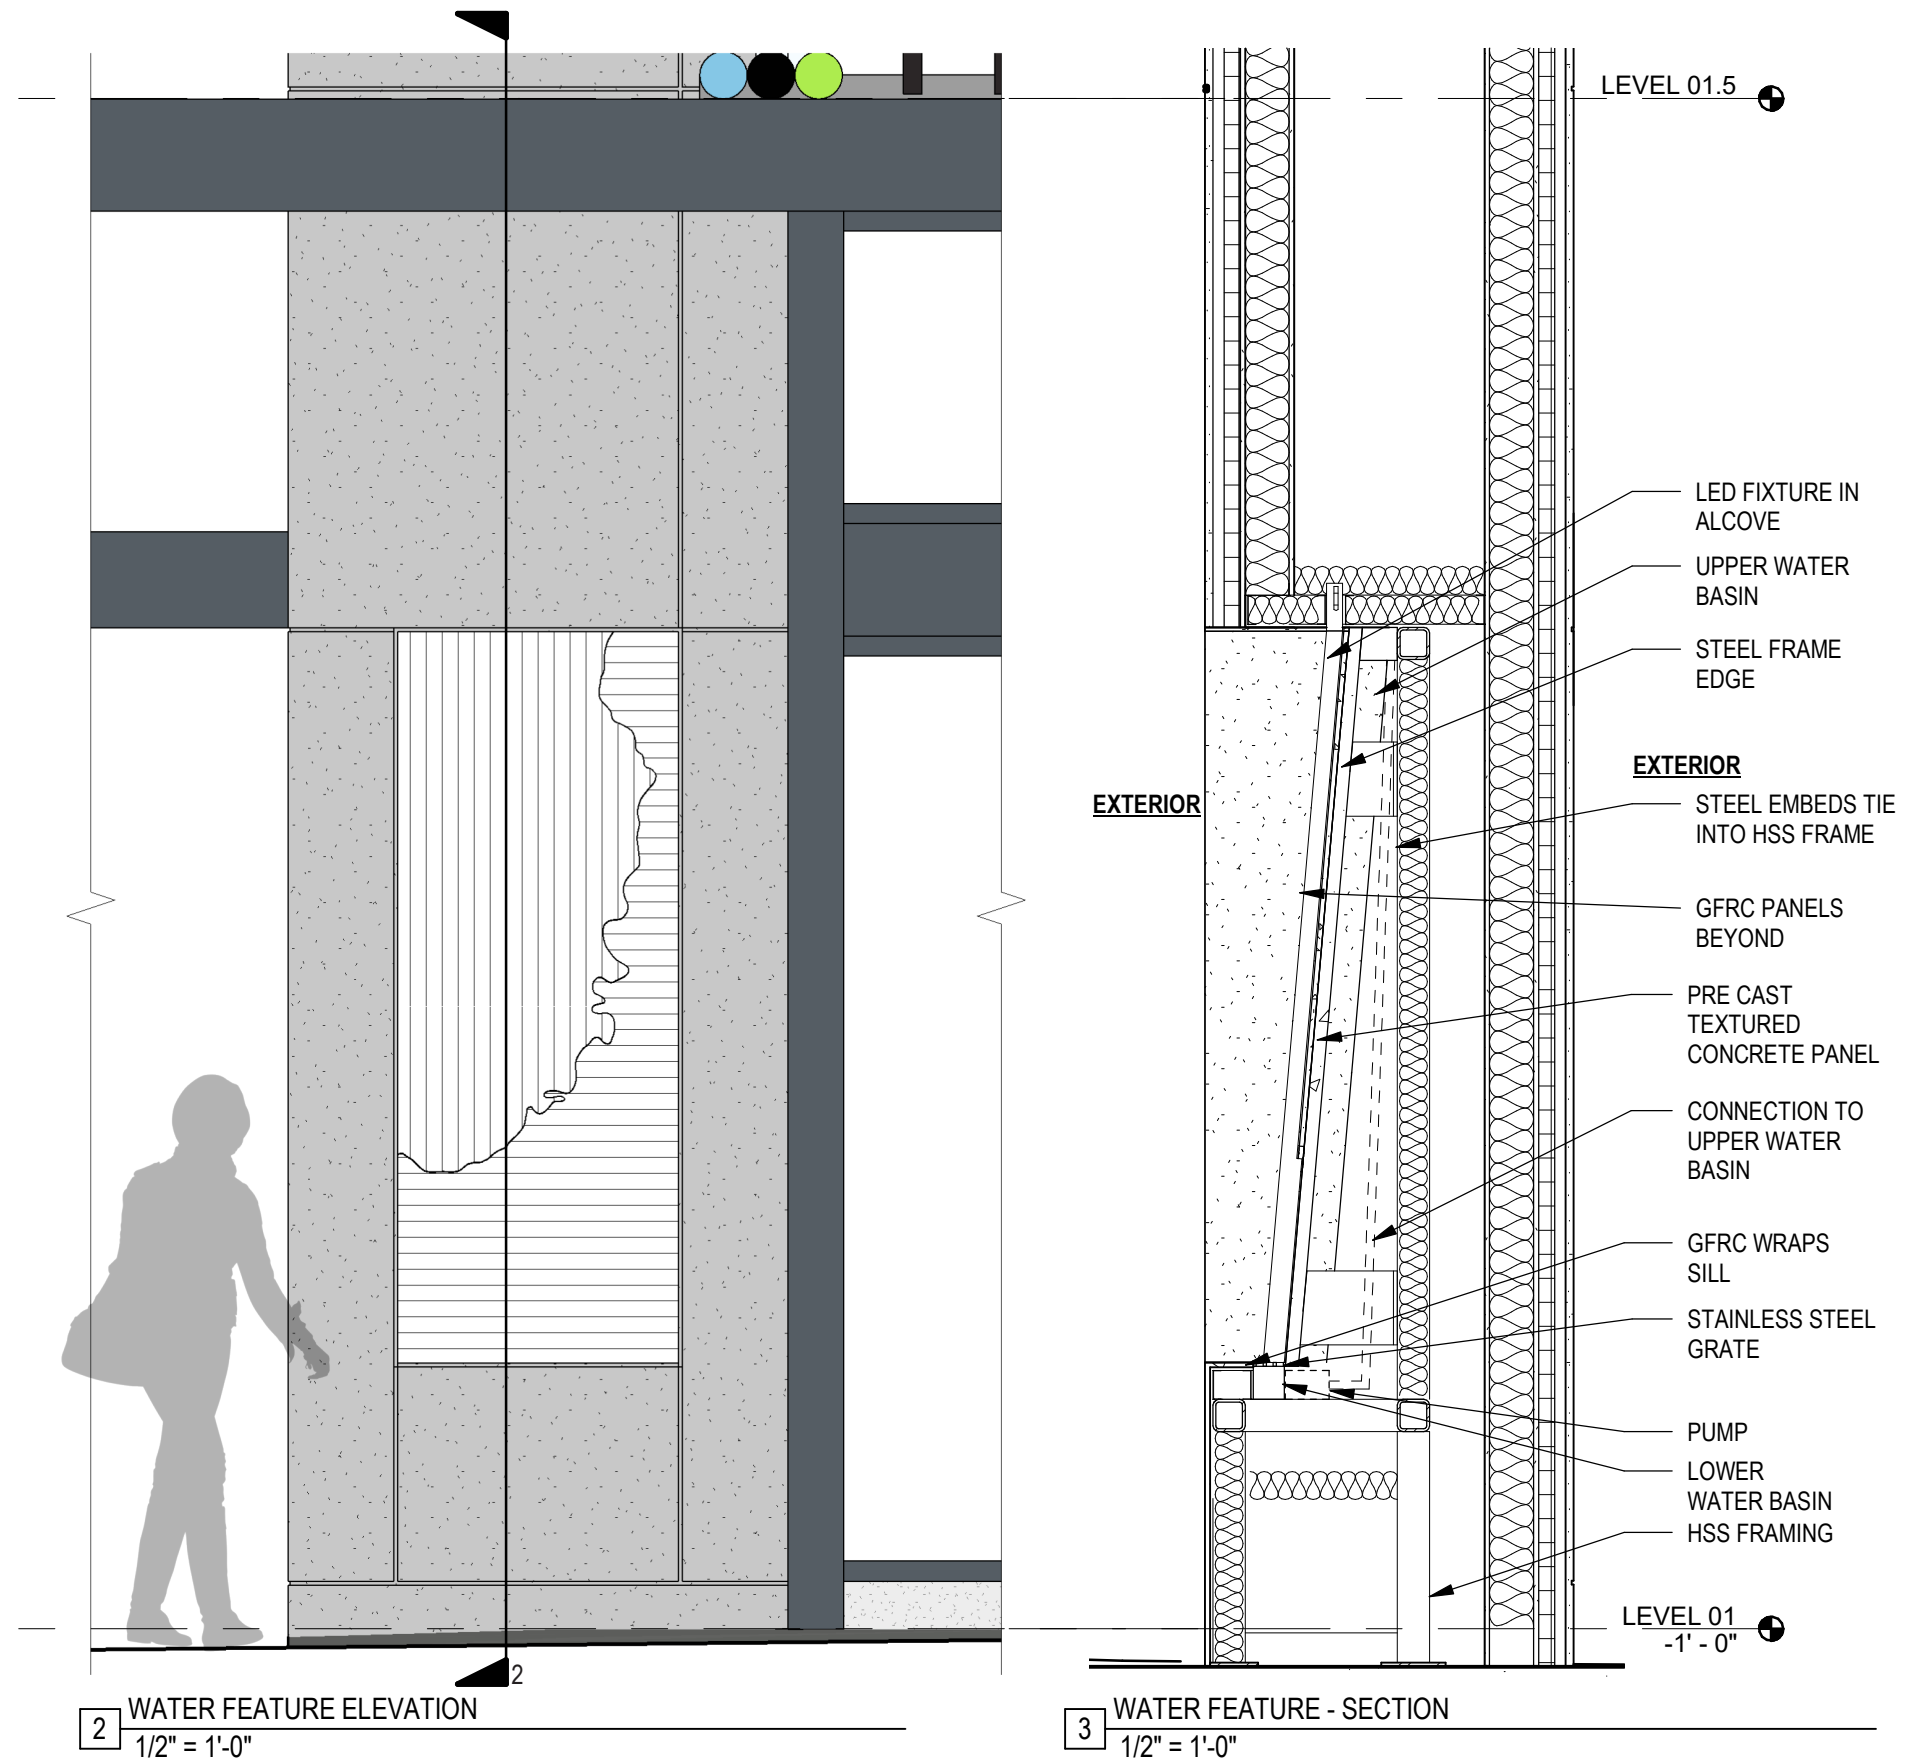 LEVEL 01.5
LED FIXTURE IN
ALCOVE
UPPER WATER
BASIN
STEEL FRAME
EDGE
EXTERIOR
EXTERIOR
STEEL EMBEDS TIE
INTO HSS FRAME
GFRC PANELS
BEYOND
PRE CAST
TEXTURED
CONCRETE PANEL
CONNECTION TO
UPPER WATER
BASIN
GFRC WRAPS
SILL
STAINLESS STEEL
GRATE
PUMP
LOWER
WATER BASIN
HSS FRAMING
LEVEL 01
-1' - 0"
2
2 WATER FEATURE ELEVATION
1/2" = 1'-0"
3 WATER FEATURE - SECTION
1/2" = 1'-0"